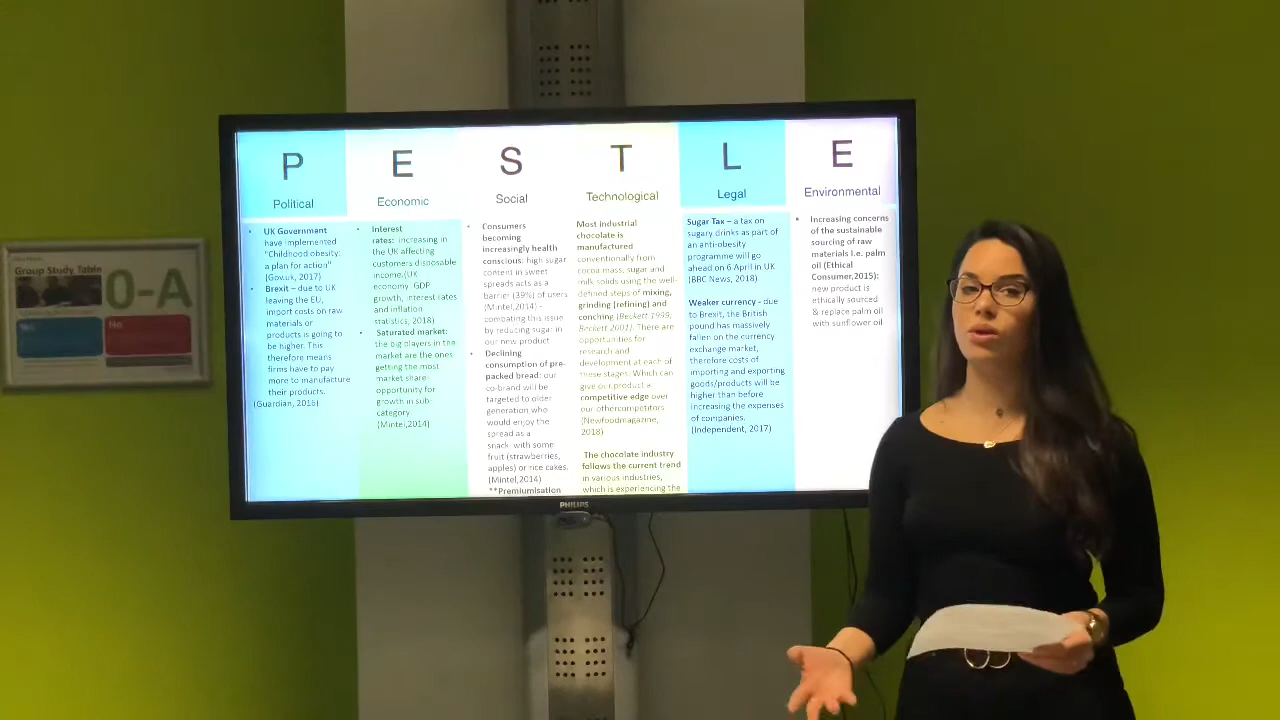 Group Study Table
0-A
Yes
No
P
Political
UK Government
have implemented
"Childhood obesity:
a plan for action"
(Gov.uk, 2017)
Brexit – due to UK
leaving the EU,
import costs on raw
materials or
products is going to
be higher. This
therefore means
firms have to pay
more to manufacture
their products.
(Guardian, 2016)
E
Economic
Interest
rates: increasing in
the UK affecting
customers disposable
income.(UK
economy: GDP
growth, interest rates
and inflation
statistics, 2018)
Saturated market:
the big players in the
market are the ones
getting the most
market share-
opportunity for
growth in sub-
category
(Mintel,2014)
S
Social
Consumers
becoming
increasingly health
conscious: high sugar
content in sweet
spreads acts as a
barrier (39%) of users
(Mintel,2014) -
combating this issue
by reducing sugar in
our new product
Declining
consumption of pre-
packed bread: our
co-brand will be
targeted to older
generation who
would enjoy the
spread as a
snack- with some
fruit (strawberries,
apples) or rice cakes.
(Mintel,2014)
**Premiumisation
T
Technological
Most industrial
chocolate is
manufactured
conventionally from
cocoa mass, sugar and
milk solids using the well-
defined steps of mixing,
grinding (refining) and
conching (Beckett 1999;
Beckett 2001). There are
opportunities for
research and
development at each of
these stages. Which can
give our product a
competitive edge over
our othercompetitors
(Newfoodmagazine,
2018)
The chocolate industry
follows the current trend
in various industries,
which is experiencing the
L
Legal
Sugar Tax – a tax on
sugary drinks as part of
an anti-obesity
programme will go
ahead on 6 April in UK
(BBC News, 2018)
Weaker currency – due
to Brexit, the British
pound has massively
fallen on the currency
exchange market,
therefore costs of
importing and exporting
goods/products will be
higher than before
increasing the expenses
of companies.
(Independent, 2017)
E
Environmental
Increasing concerns
of the sustainable
sourcing of raw
materials I.e. palm
oil (Ethical
Consumer,2015):
new product is
ethically sourced
& replace palm oil
with sunflower oil
PHILIPS